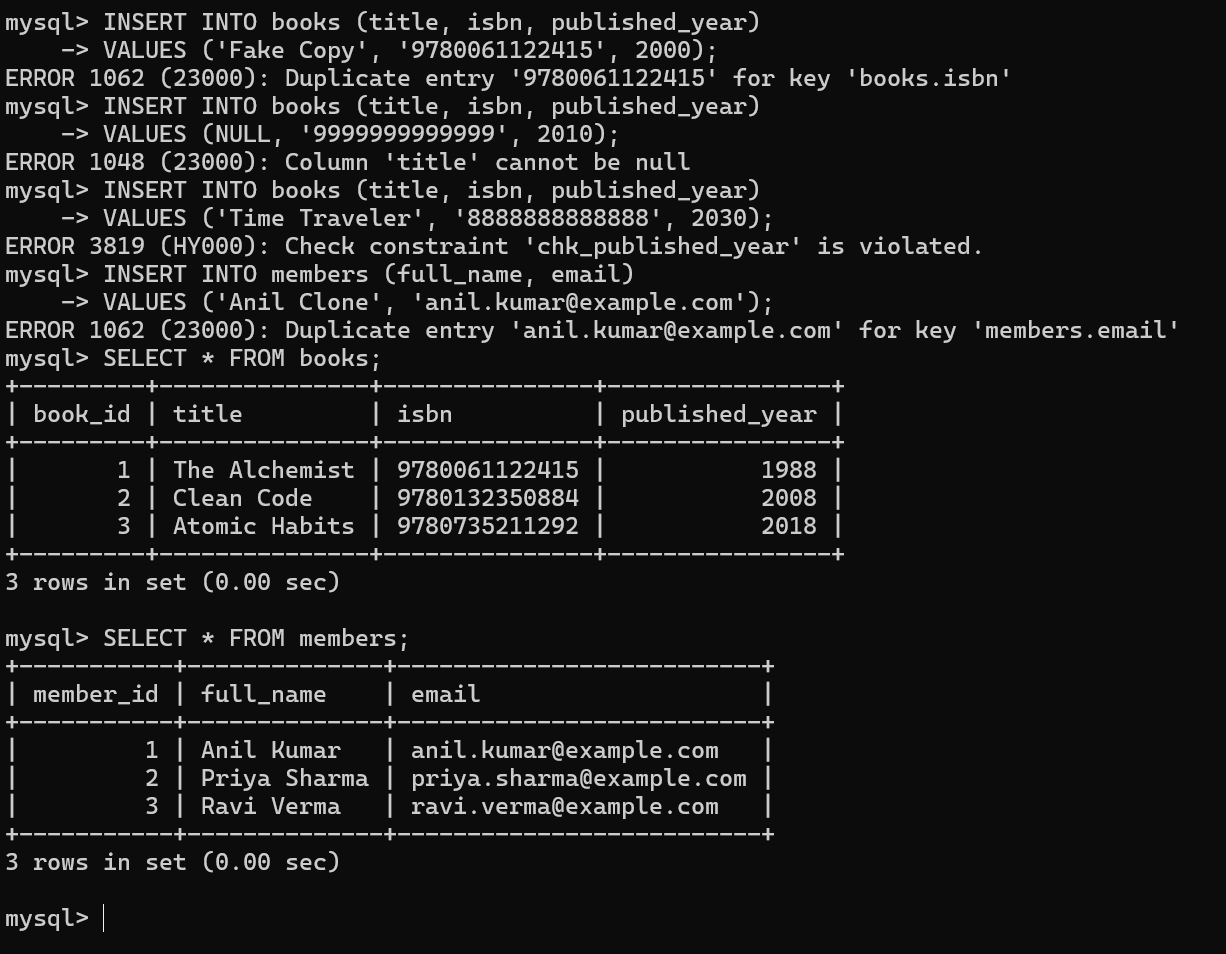 mysql> INSERT INTO books (title, isbn, published_year)
    -> VALUES ('Fake Copy', '9780061122415', 2000);
ERROR 1062 (23000): Duplicate entry '9780061122415' for key 'books.isbn'
mysql> INSERT INTO books (title, isbn, published_year)
    -> VALUES (NULL, '9999999999999', 2010);
ERROR 1048 (23000): Column 'title' cannot be null
mysql> INSERT INTO books (title, isbn, published_year)
    -> VALUES ('Time Traveler', '8888888888888', 2030);
ERROR 3819 (HY000): Check constraint 'chk_published_year' is violated.
mysql> INSERT INTO members (full_name, email)
    -> VALUES ('Anil Clone', 'anil.kumar@example.com');
ERROR 1062 (23000): Duplicate entry 'anil.kumar@example.com' for key 'members.email'
mysql> SELECT * FROM books;
+---------+---------------+---------------+----------------+
| book_id | title         | isbn          | published_year |
+---------+---------------+---------------+----------------+
|       1 | The Alchemist | 9780061122415 |           1988 |
|       2 | Clean Code    | 9780132350884 |           2008 |
|       3 | Atomic Habits | 9780735211292 |           2018 |
+---------+---------------+---------------+----------------+
3 rows in set (0.00 sec)

mysql> SELECT * FROM members;
+-----------+--------------+--------------------------+
| member_id | full_name    | email                    |
+-----------+--------------+--------------------------+
|         1 | Anil Kumar   | anil.kumar@example.com   |
|         2 | Priya Sharma | priya.sharma@example.com |
|         3 | Ravi Verma   | ravi.verma@example.com   |
+-----------+--------------+--------------------------+
3 rows in set (0.00 sec)

mysql>